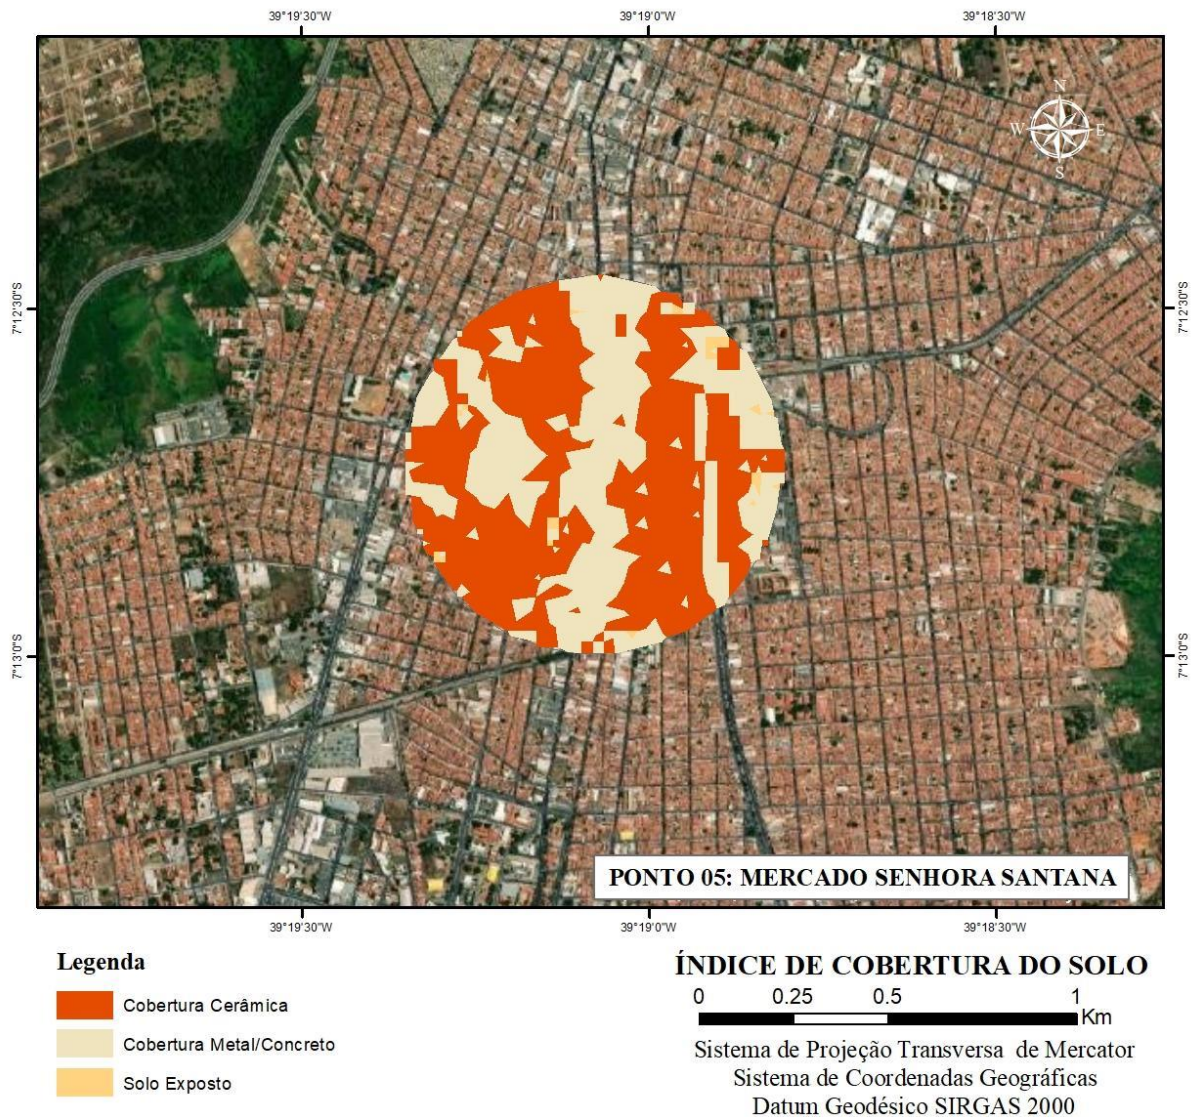 39°19'30"W 39°19'0"W 39°18'30"W
N
W E
S
7°12'30"S 7°12'30"S
7°13'0"S 7°13'0"S
PONTO 05: MERCADO SENHORA SANTANA
39°19'30"W 39°19'0"W 39°18'30"W
Legenda
Cobertura Cerâmica
Cobertura Metal/Concreto
Solo Exposto
ÍNDICE DE COBERTURA DO SOLO
0 0.25 0.5 1
Km
Sistema de Projeção Transversa de Mercator
Sistema de Coordenadas Geográficas
Datum Geodésico SIRGAS 2000